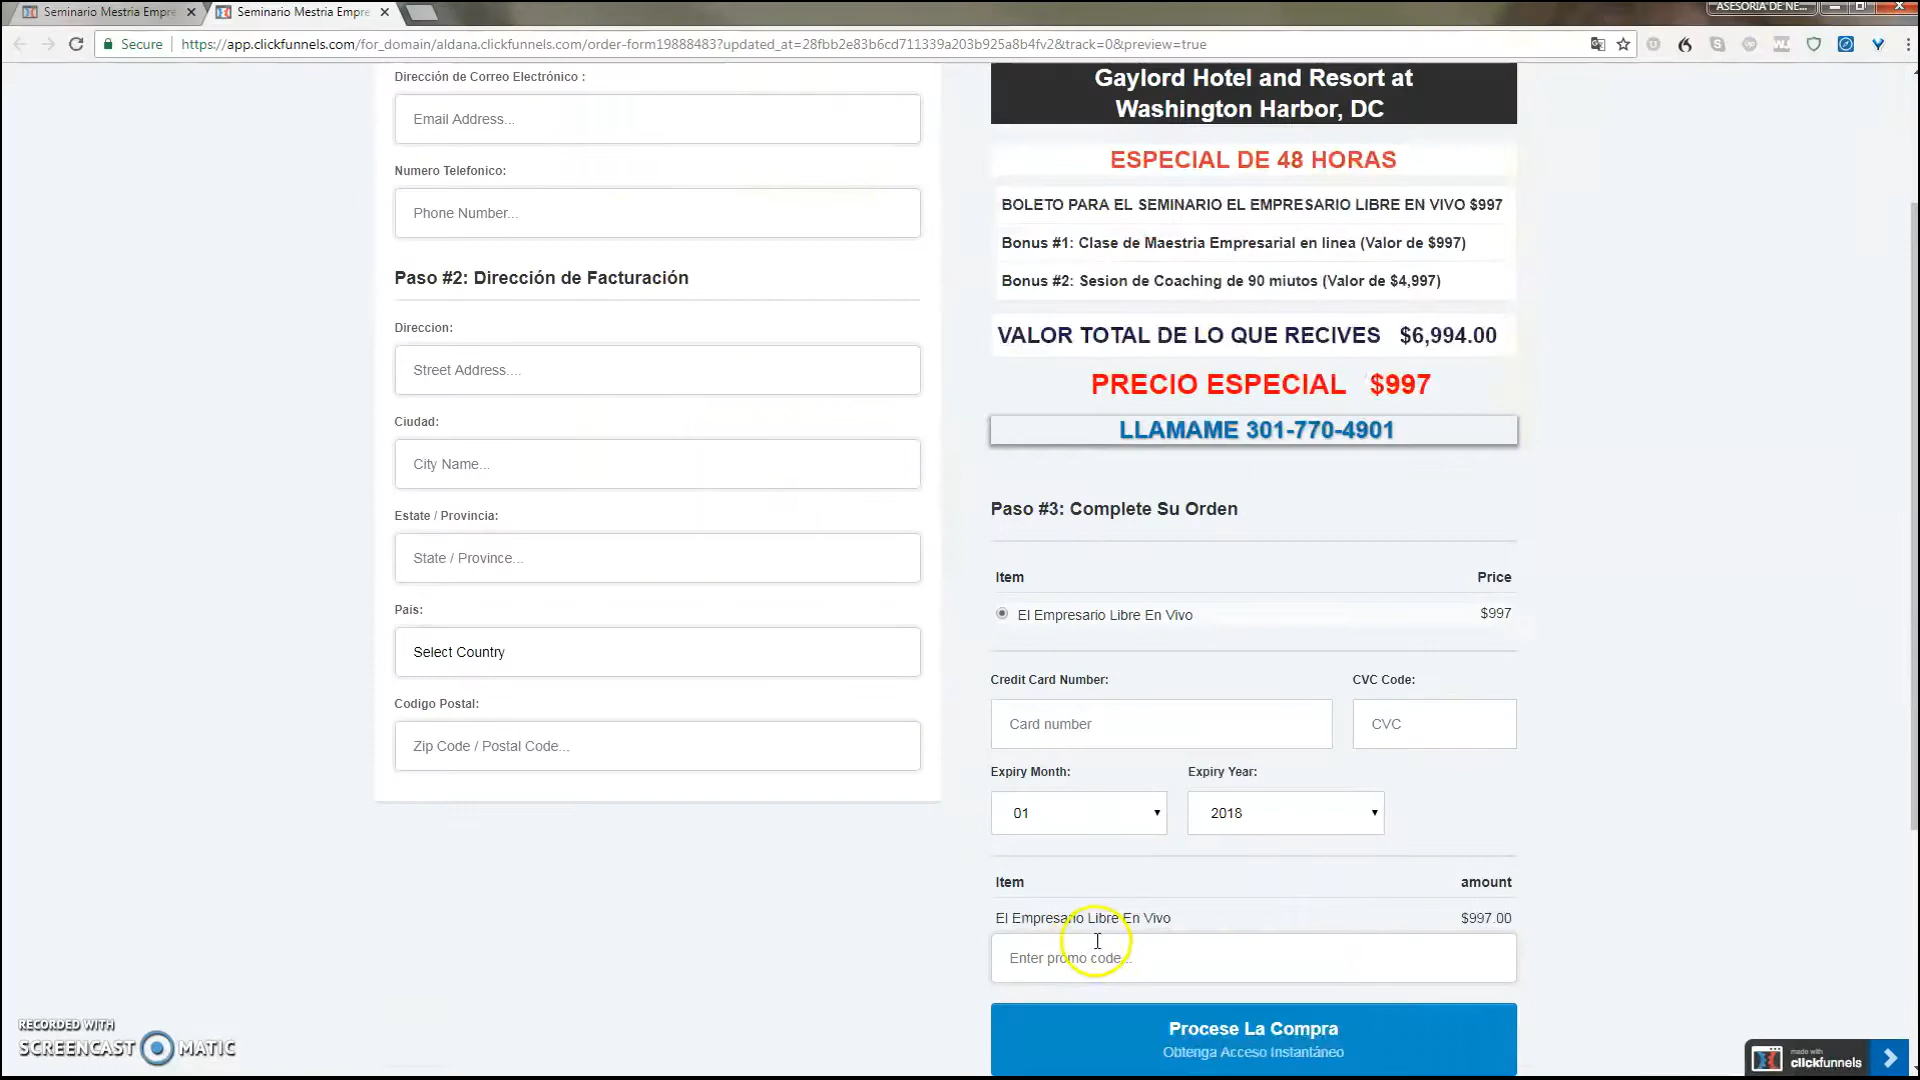 Seminario Mestria Empre
Seminario Mestria Empre
ASESORIA DE NE...
Secure
https://app.clickfunnels.com/for_domain/aldana.clickfunnels.com/order-form19888483?updated_at=28fbb2e83b6cd711339a203b925a8b4fv2&track=0&preview=true
Dirección de Correo Electrónico :
Email Address...
Numero Telefonico:
Phone Number...
Paso #2: Dirección de Facturación
Direccion:
Street Address....
Ciudad:
City Name...
Estate / Provincia:
State / Province...
Pais:
Select Country
Codigo Postal:
Zip Code / Postal Code...
Gaylord Hotel and Resort at
Washington Harbor, DC
ESPECIAL DE 48 HORAS
BOLETO PARA EL SEMINARIO EL EMPRESARIO LIBRE EN VIVO $997
Bonus #1: Clase de Maestria Empresarial en linea (Valor de $997)
Bonus #2: Sesion de Coaching de 90 miutos (Valor de $4,997)
VALOR TOTAL DE LO QUE RECIVES $6,994.00
PRECIO ESPECIAL $997
LLAMAME 301-770-4901
Paso #3: Complete Su Orden
Item Price
El Empresario Libre En Vivo $997
Credit Card Number: CVC Code:
Card number CVC
Expiry Month: Expiry Year:
01 2018
Item amount
El Empresario Libre En Vivo $997.00
Enter promo code...
Procese La Compra
Obtenga Acceso Instantáneo
RECORDED WITH
SCREENCAST MATIC
made with
clickfunnels